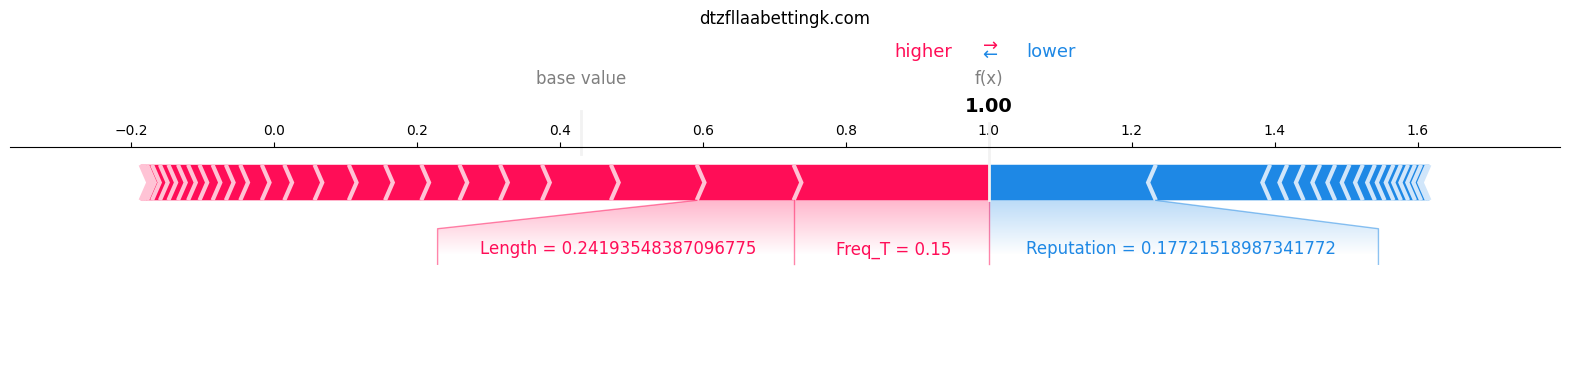 dtzfllaabettingk.com
higher ⇄ lower
base value f(x)
1.00
−0.2 0.0 0.2 0.4 0.6 0.8 1.0 1.2 1.4 1.6
Length = 0.24193548387096775 Freq_T = 0.15 Reputation = 0.17721518987341772